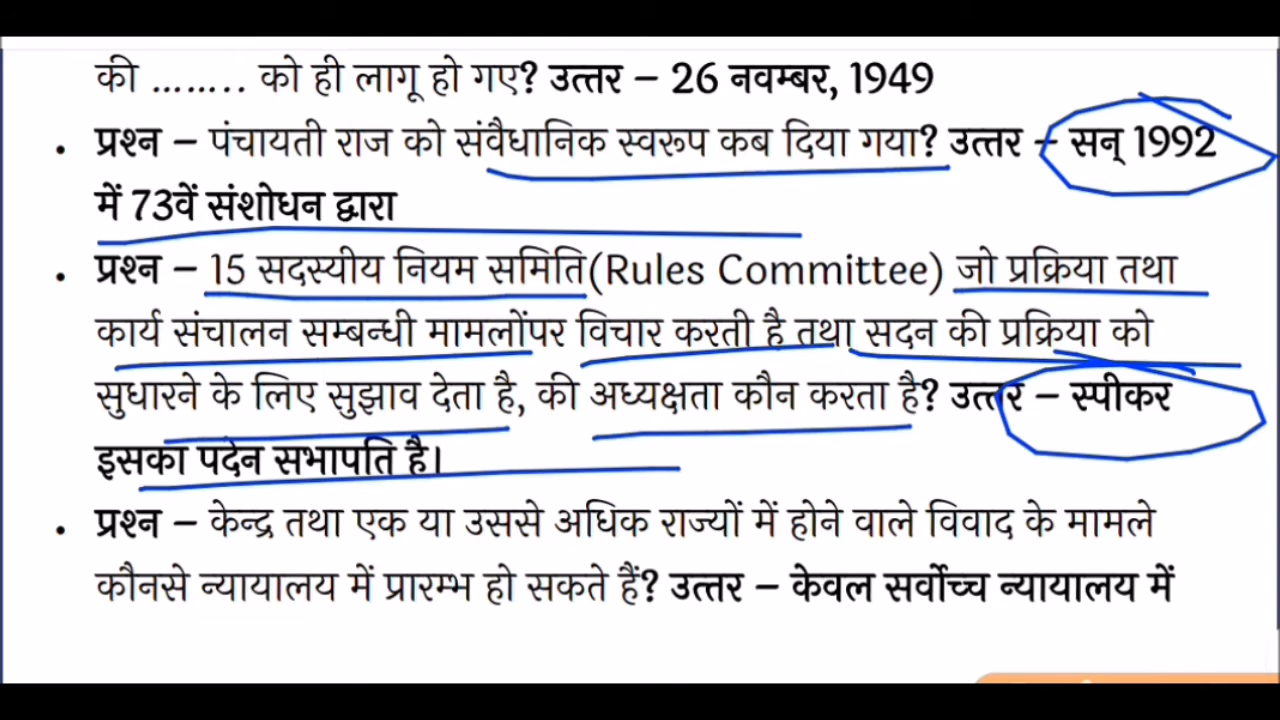 की ........ को ही लागू हो गए? उत्तर – 26 नवम्बर, 1949
• प्रश्न – पंचायती राज को संवैधानिक स्वरूप कब दिया गया? उत्तर – सन् 1992
में 73वें संशोधन द्वारा
• प्रश्न – 15 सदस्यीय नियम समिति(Rules Committee) जो प्रक्रिया तथा
कार्य संचालन सम्बन्धी मामलोंपर विचार करती है तथा सदन की प्रक्रिया को
सुधारने के लिए सुझाव देता है, की अध्यक्षता कौन करता है? उत्तर – स्पीकर
इसका पदेन सभापति है।
• प्रश्न – केन्द्र तथा एक या उससे अधिक राज्यों में होने वाले विवाद के मामले
कौनसे न्यायालय में प्रारम्भ हो सकते हैं? उत्तर – केवल सर्वोच्च न्यायालय में